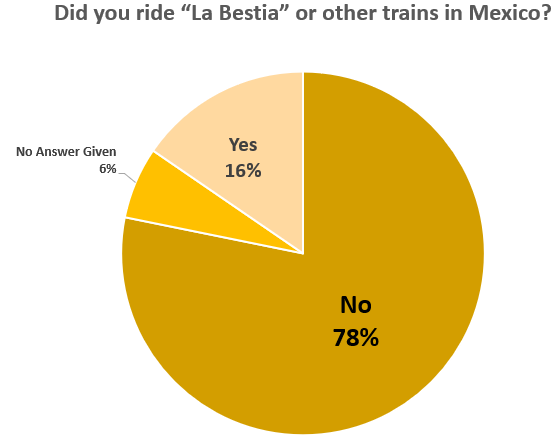 Did you ride “La Bestia” or other trains in Mexico?
Yes
16%
No Answer Given
6%
No
78%